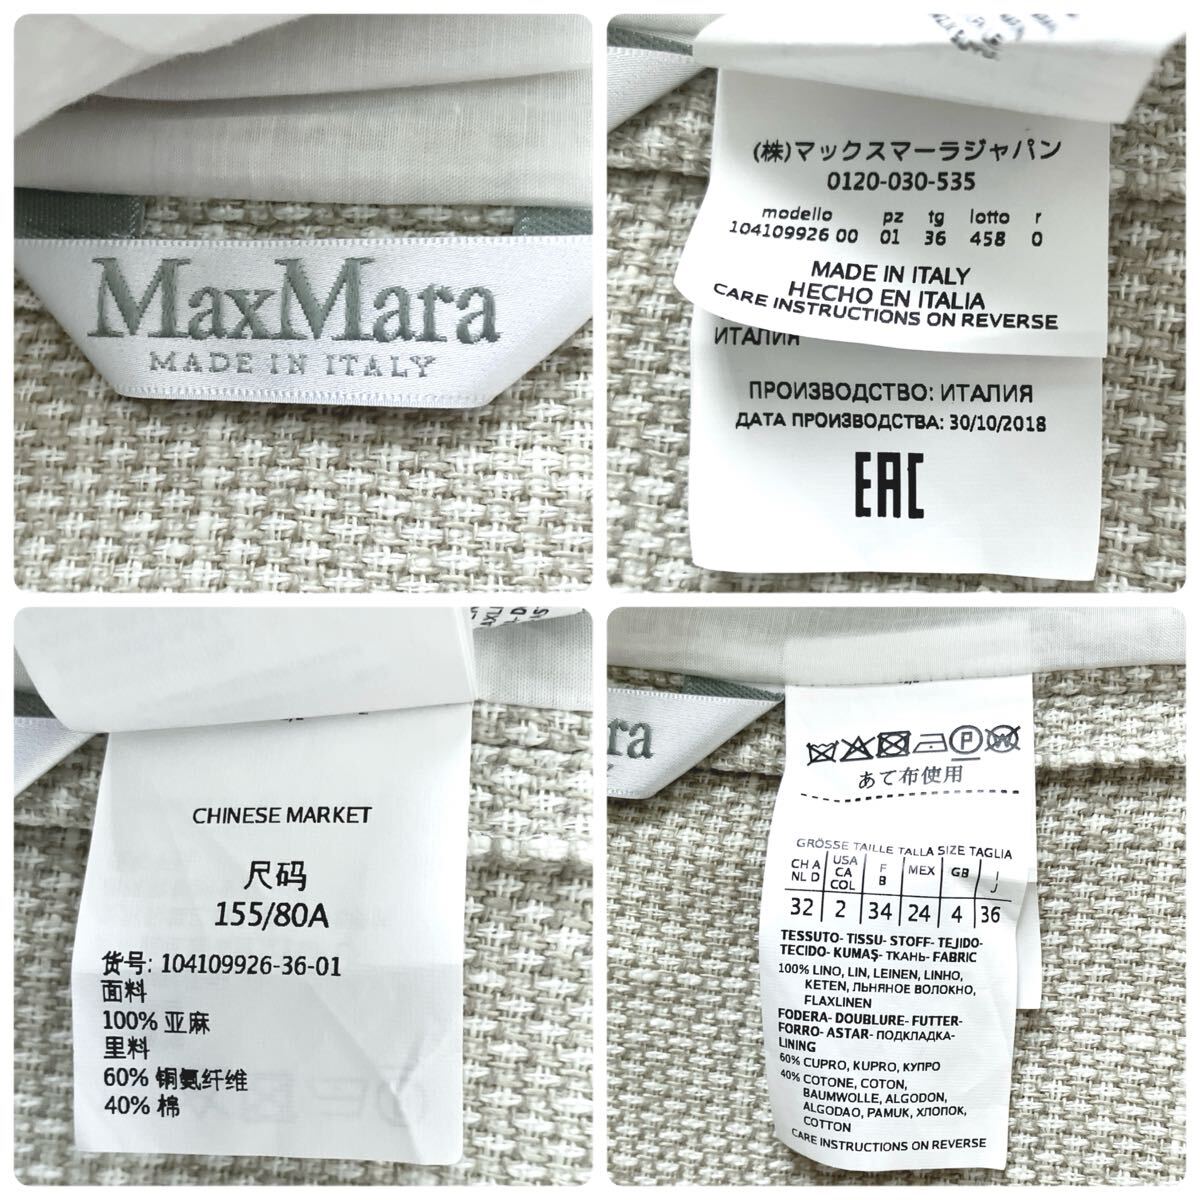 MaxMara
MADE IN ITALY
(株)マックスマーラジャパン
0120-030-535
modello pz tg lotto r
104109926 00 01 36 458 0
MADE IN ITALY
HECHO EN ITALIA
CARE INSTRUCTIONS ON REVERSE
ИТАЛИЯ
ПРОИЗВОДСТВО: ИТАЛИЯ
ДАТА ПРОИЗВОДСТВА: 30/10/2018
EAC
CHINESE MARKET
尺码
155/80A
货号: 104109926-36-01
面料
100% 亚麻
里料
60% 铜氨纤维
40% 棉
ra
あて布使用
GRÖSSE TAILLE TALLA SIZE TAGLIA
CH A USA F MEX GB I
NL D CA B J
COL
32 2 34 24 4 36
TESSUTO- TISSU- STOFF- TEJIDO-
TECIDO- KUMAŞ- ТКАНЬ- FABRIC
100% LINO, LIN, LEINEN, LINHO,
KETEN, ЛЬНЯНОЕ ВОЛОКНО,
FLAXLINEN
FODERA- DOUBLURE- FUTTER-
FORRO- ASTAR- ПОДКЛАДКА-
LINING
60% CUPRO, KUPRO, КУПРО
40% COTONE, COTON,
BAUMWOLLE, ALGODON,
ALGODAO, PAMUK, ХЛОПОК,
COTTON
CARE INSTRUCTIONS ON REVERSE